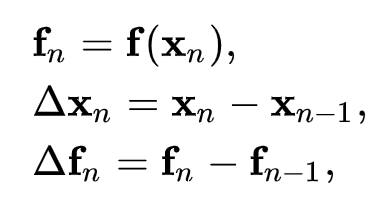 𝐟ₙ = 𝐟(𝐱ₙ),
Δ𝐱ₙ = 𝐱ₙ − 𝐱ₙ₋₁,
Δ𝐟ₙ = 𝐟ₙ − 𝐟ₙ₋₁,